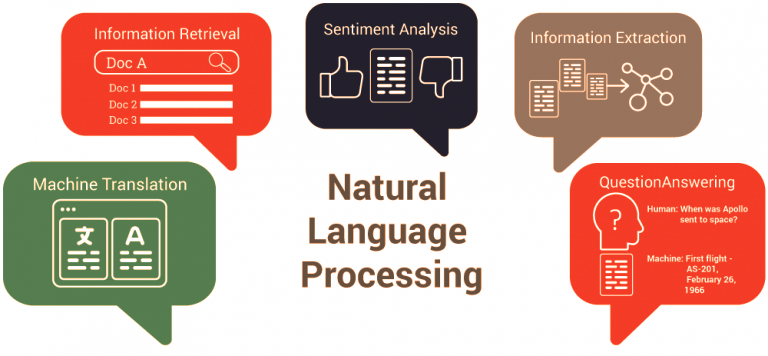 Information Retrieval
Doc A
Doc 1
Doc 2
Doc 3
Sentiment Analysis
Information Extraction
Machine Translation
文 A
Natural
Language
Processing
QuestionAnswering
?
Human: When was Apollo
sent to space?
Machine: First flight -
AS-201,
February 26,
1966